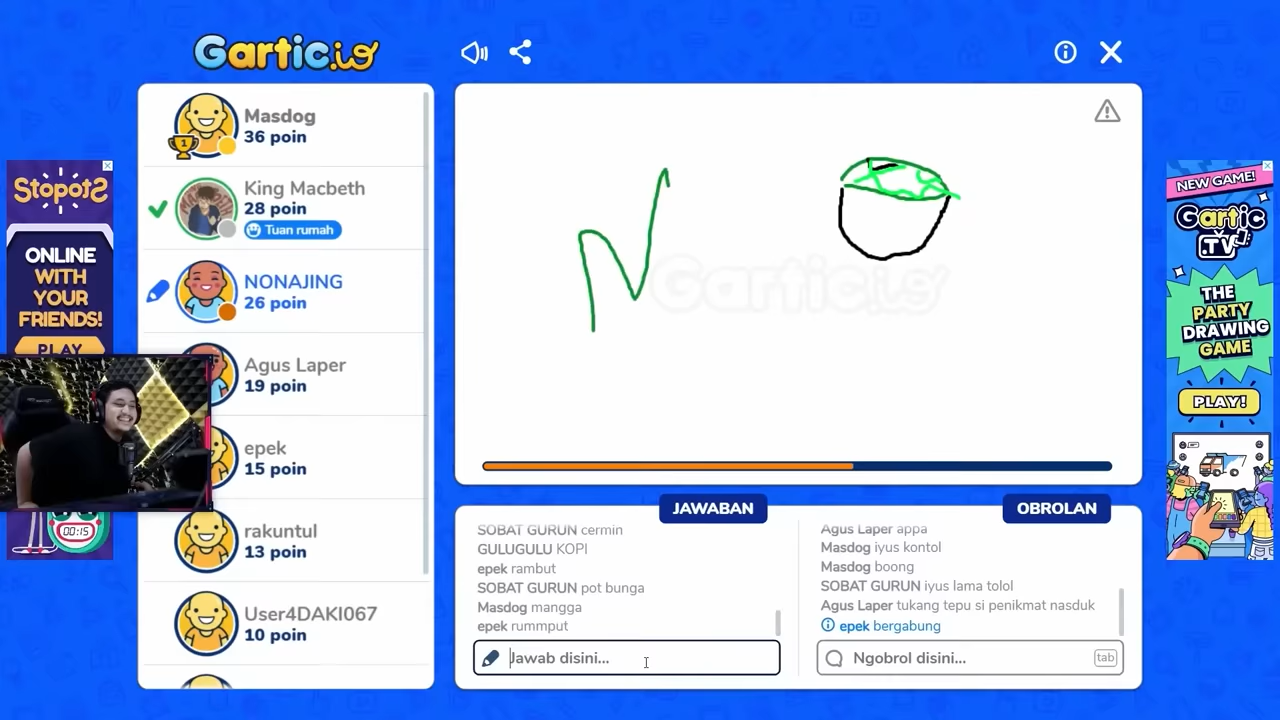 Gartic.io
Masdog
36 poin
King Macbeth
28 poin
Tuan rumah
NONAJING
26 poin
Agus Laper
19 poin
epek
15 poin
rakuntul
13 poin
User4DAKI067
10 poin
StopotS
ONLINE
WITH
YOUR
FRIENDS!
PLAY
00:15
N
Gartic.io
JAWABAN
SOBAT GURUN cermin
GULUGULU KOPI
epek rambut
SOBAT GURUN pot bunga
Masdog mangga
epek rummput
Jawab disini...
OBROLAN
Agus Laper appa
Masdog iyus kontol
Masdog boong
SOBAT GURUN iyus lama tolol
Agus Laper tukang tepu si penikmat nasduk
epek bergabung
Ngobrol disini...
tab
NEW GAME!
Gartic
.TV
THE
PARTY
DRAWING
GAME
PLAY!